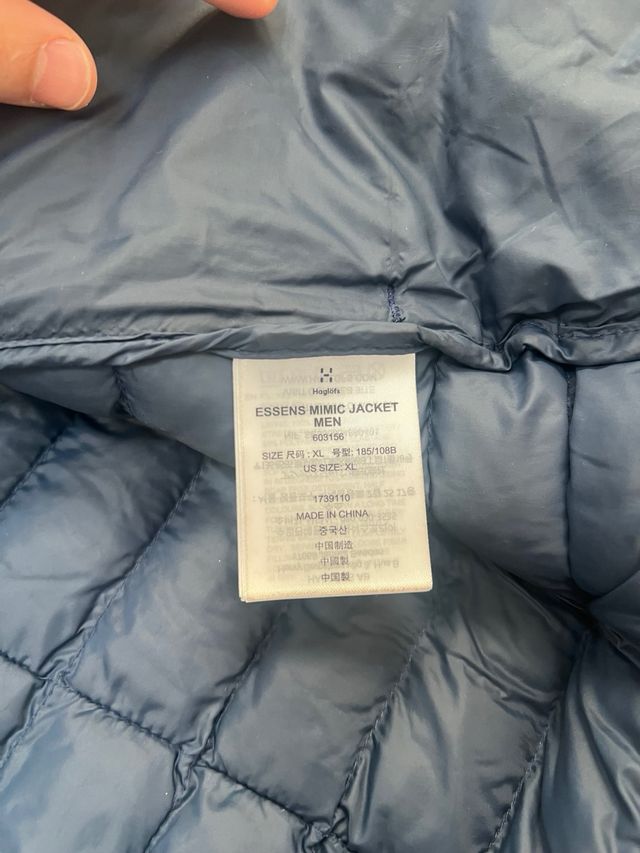 Haglöfs
ESSENS MIMIC JACKET
MEN
603156
SIZE 尺码 : XL 号型: 185/108B
US SIZE: XL
1739110
MADE IN CHINA
중국산
中国制造
中國製
中国製